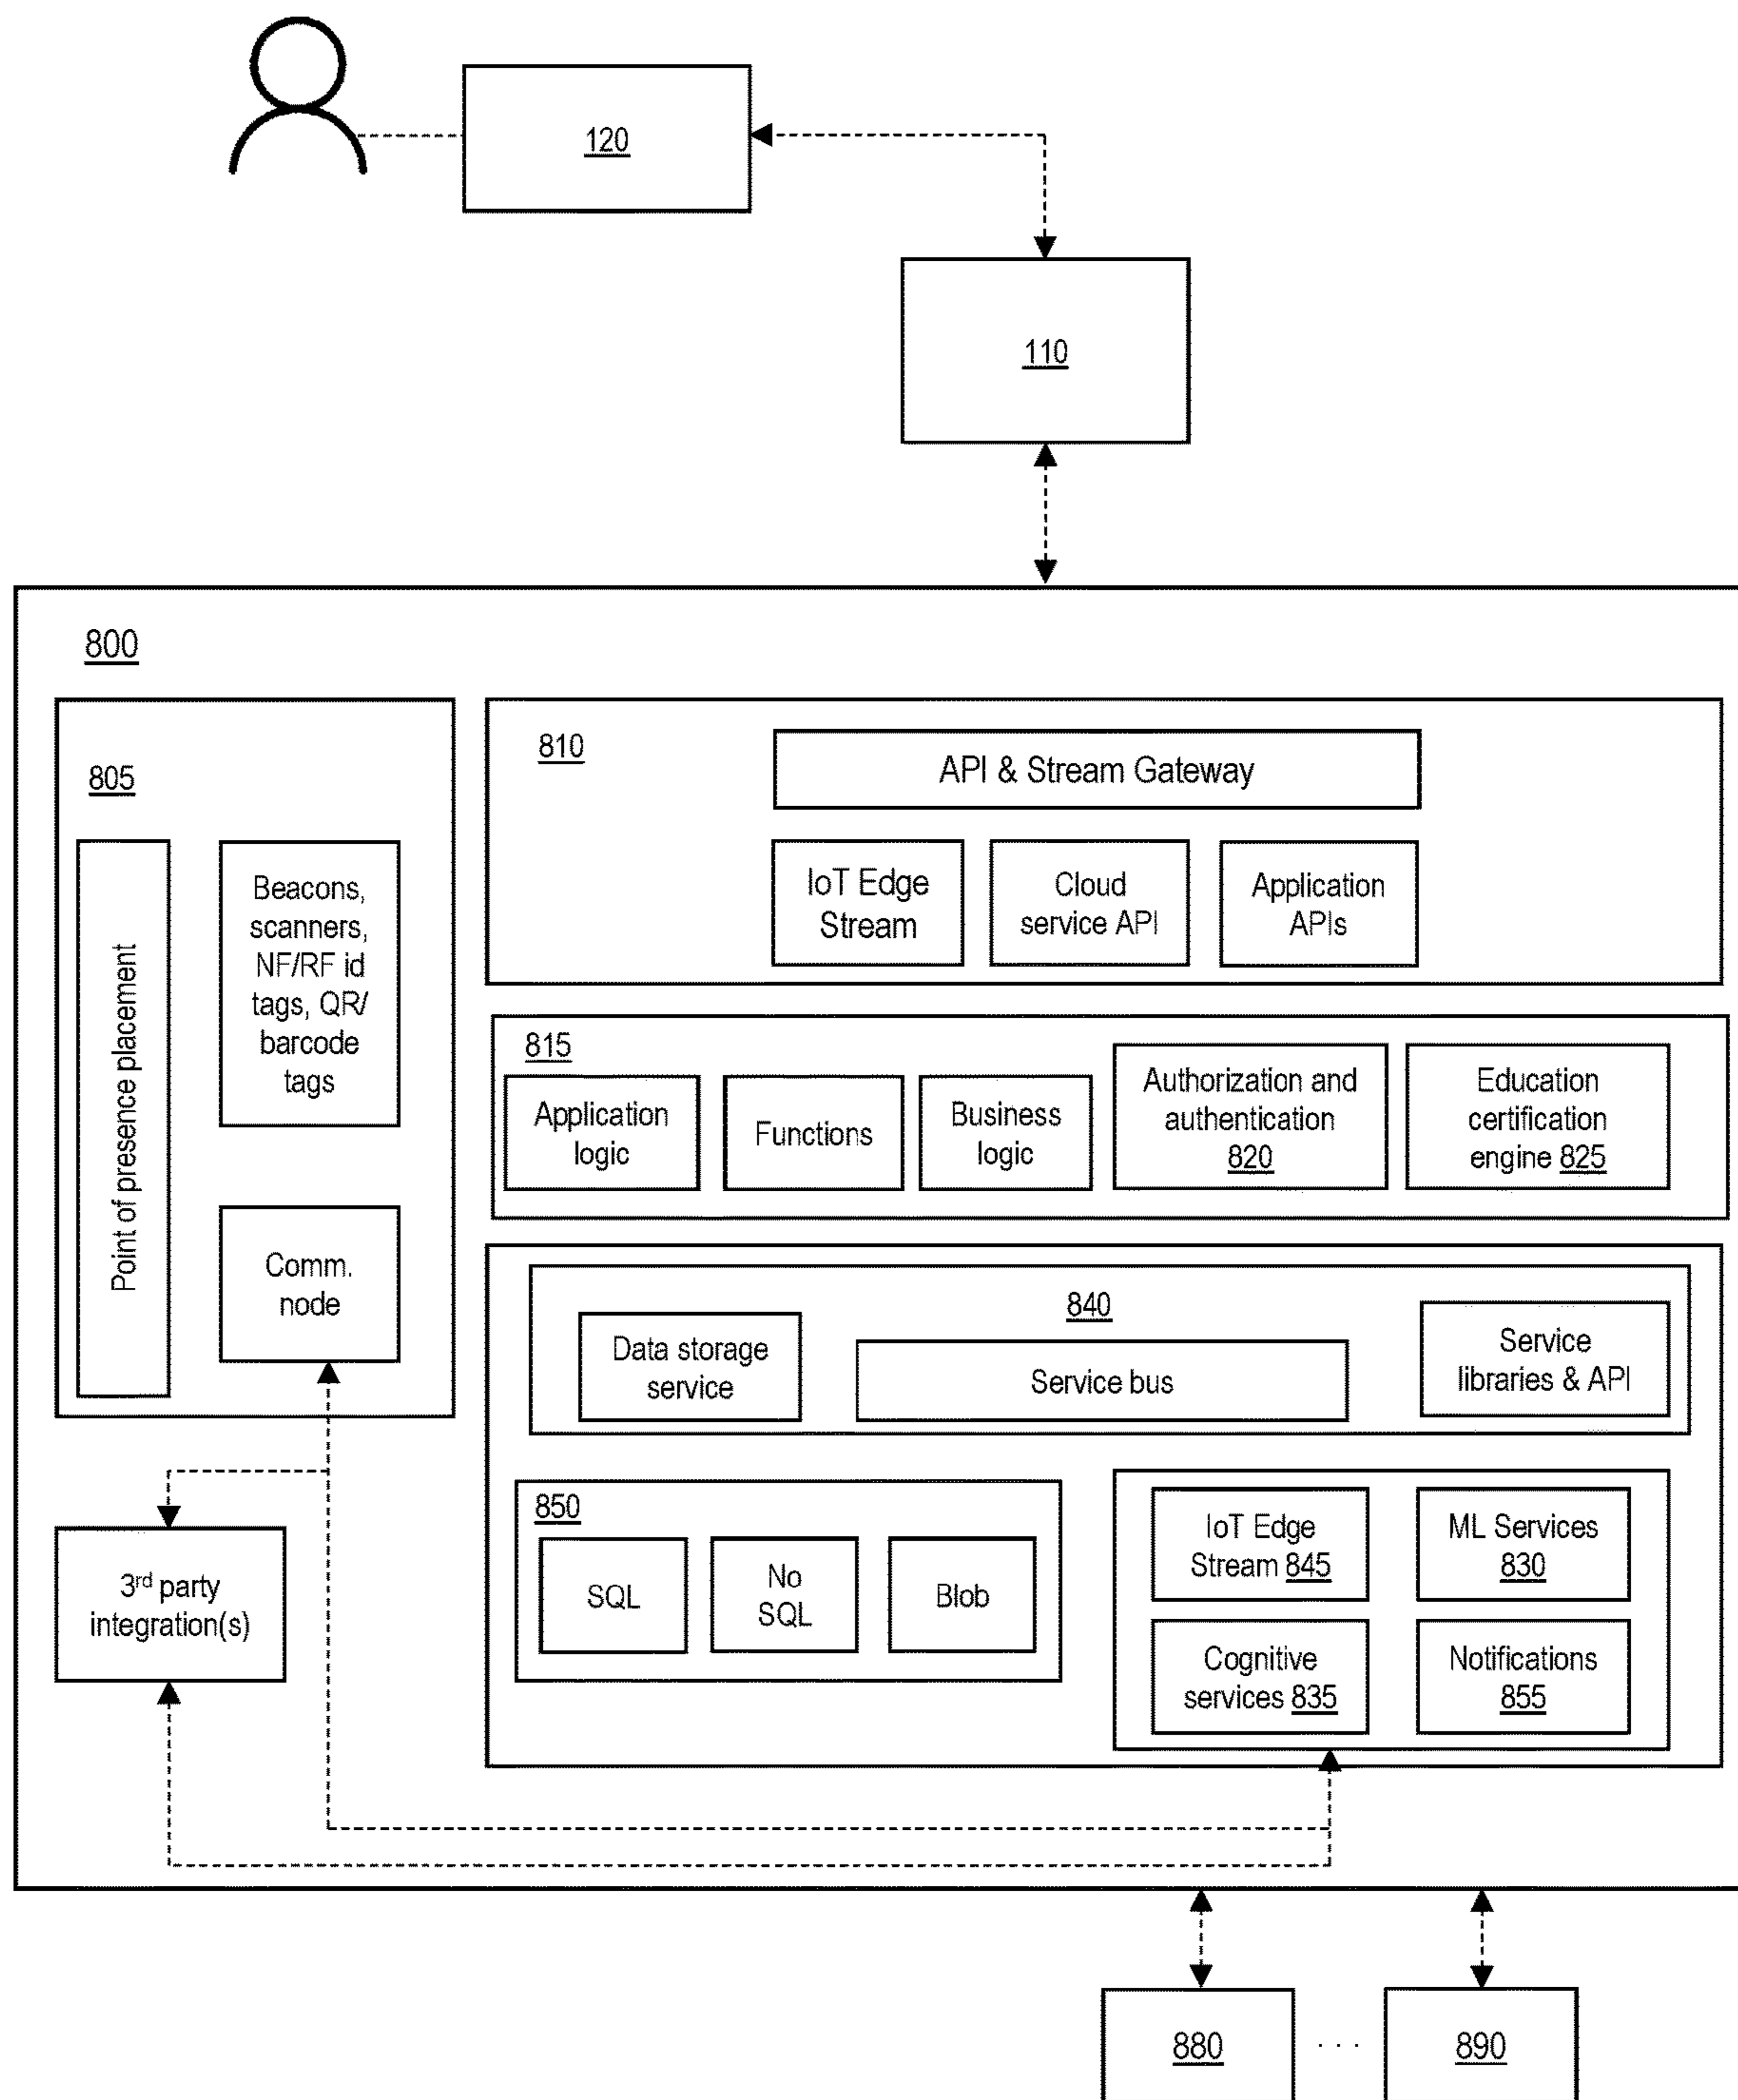 120
110
800
805
Point of presence placement
Beacons,
scanners,
NF/RF id
tags, QR/
barcode
tags
Comm.
node
810
API & Stream Gateway
IoT Edge
Stream
Cloud
service API
Application
APIs
815
Application
logic
Functions
Business
logic
Authorization and
authentication
820
Education
certification
engine 825
840
Data storage
service
Service bus
Service
libraries & API
850
SQL
No
SQL
Blob
IoT Edge
Stream 845
ML Services
830
Cognitive
services 835
Notifications
855
3rd party
integration(s)
880
. . .
890